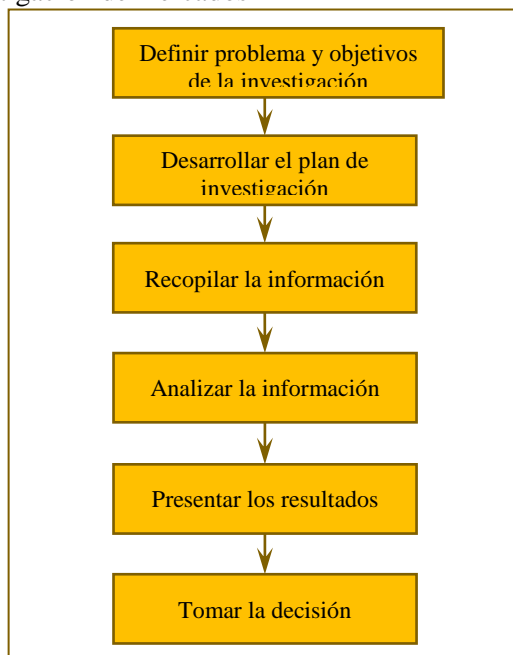 Definir problema y objetivos
de la investigación
Desarrollar el plan de
investigación
Recopilar la información
Analizar la información
Presentar los resultados
Tomar la decisión